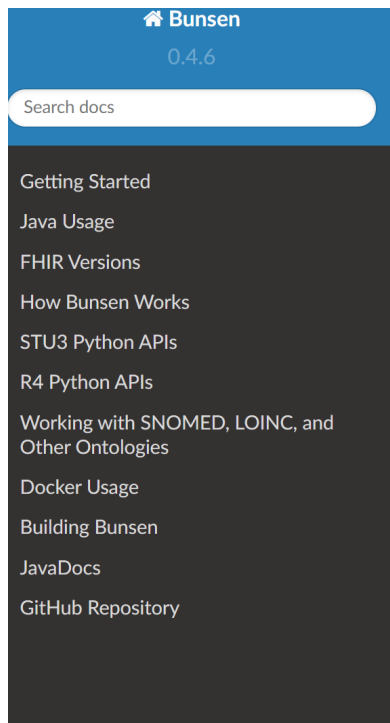 Bunsen
0.4.6
Search docs
Getting Started
Java Usage
FHIR Versions
How Bunsen Works
STU3 Python APIs
R4 Python APIs
Working with SNOMED, LOINC, and
Other Ontologies
Docker Usage
Building Bunsen
JavaDocs
GitHub Repository